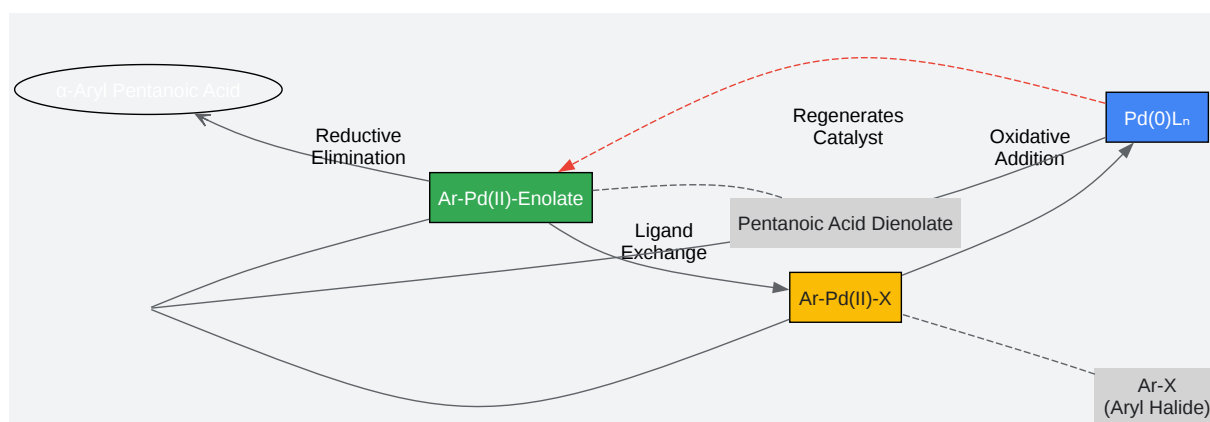 α-Aryl Pentanoic Acid
Reductive
Elimination
Regenerates
Catalyst
Oxidative
Addition
Pd(0)Lₙ
Ar-Pd(II)-Enolate
Pentanoic Acid Dienolate
Ligand
Exchange
Ar-Pd(II)-X
Ar-X
(Aryl Halide)